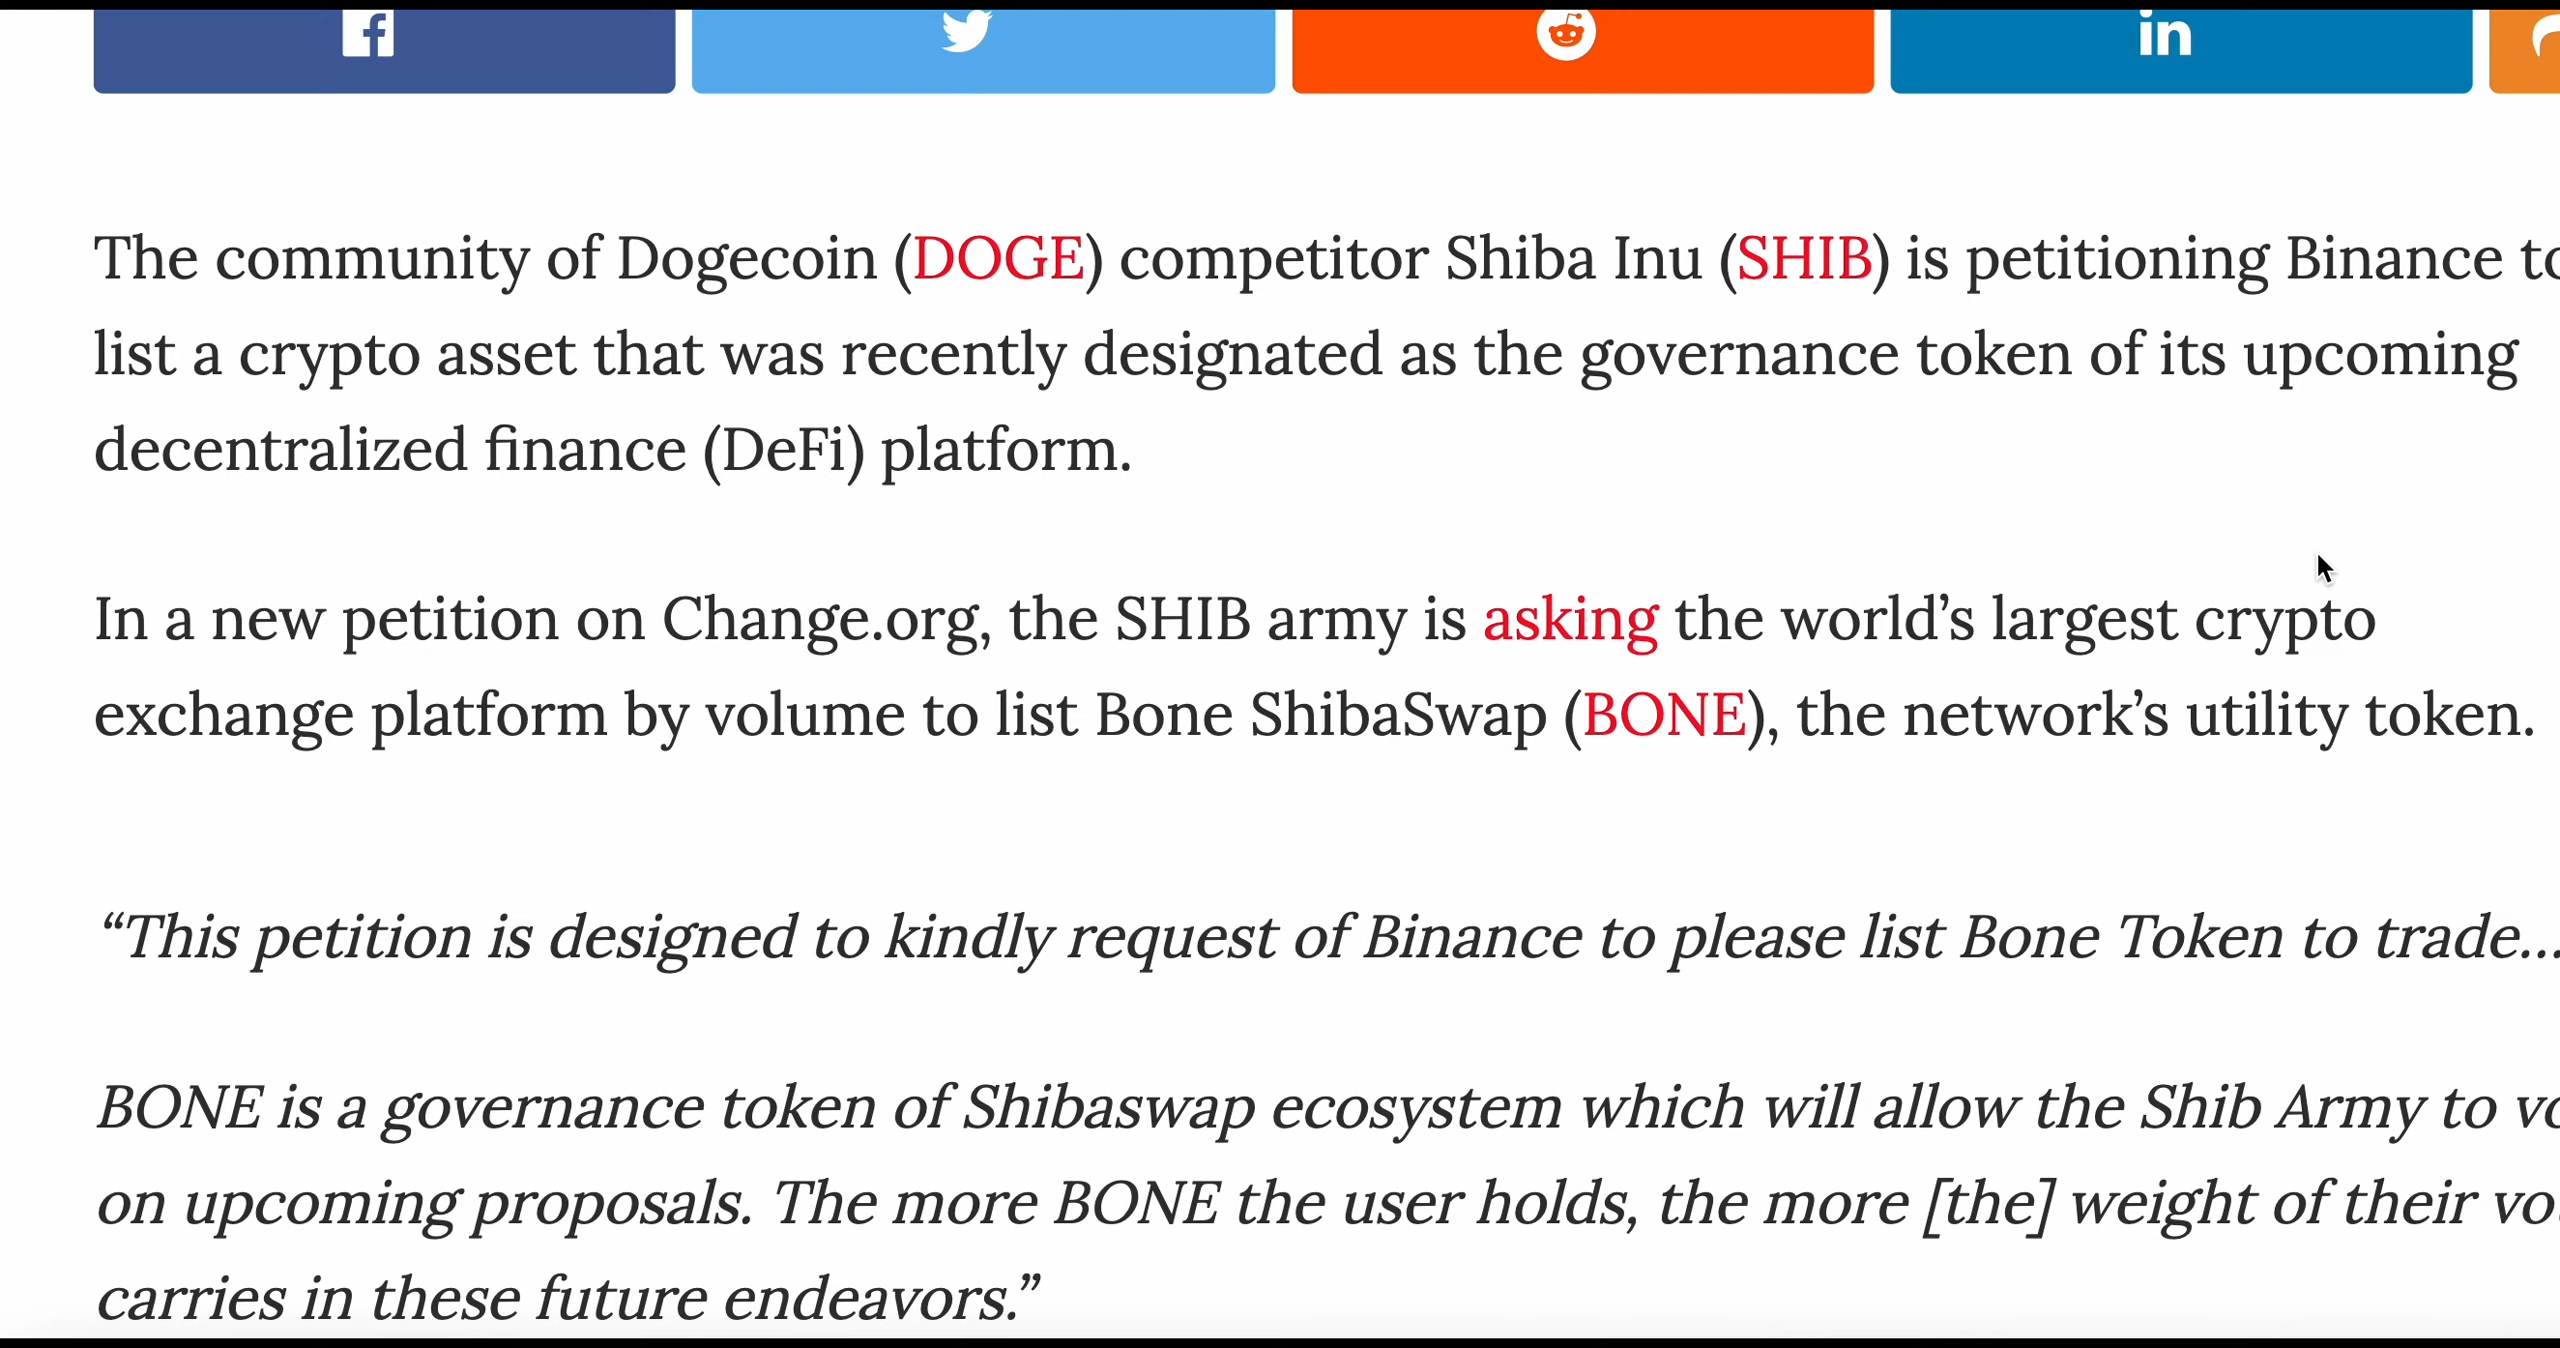 The community of Dogecoin (DOGE) competitor Shiba Inu (SHIB) is petitioning Binance to
list a crypto asset that was recently designated as the governance token of its upcoming
decentralized finance (DeFi) platform.
In a new petition on Change.org, the SHIB army is asking the world’s largest crypto
exchange platform by volume to list Bone ShibaSwap (BONE), the network’s utility token.
“This petition is designed to kindly request of Binance to please list Bone Token to trade…
BONE is a governance token of Shibaswap ecosystem which will allow the Shib Army to
on upcoming proposals. The more BONE the user holds, the more [the] weight of their
carries in these future endeavors.”